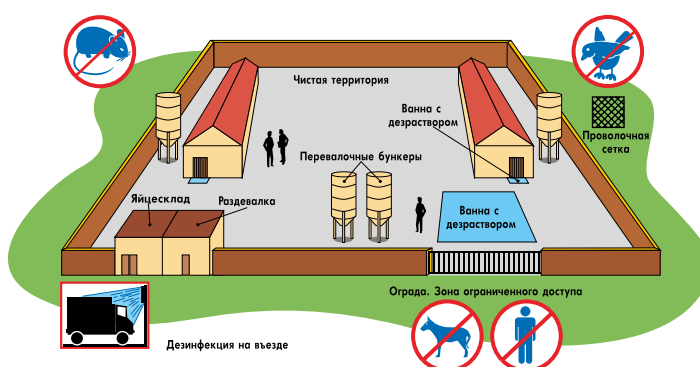 Чистая территория
Ванна с
дезраствором
Проволочная
сетка
Перевалочные бункеры
Яйцесклад
Раздевалка
Ванна с
дезраствором
Ограда. Зона ограниченного доступа
Дезинфекция на въезде